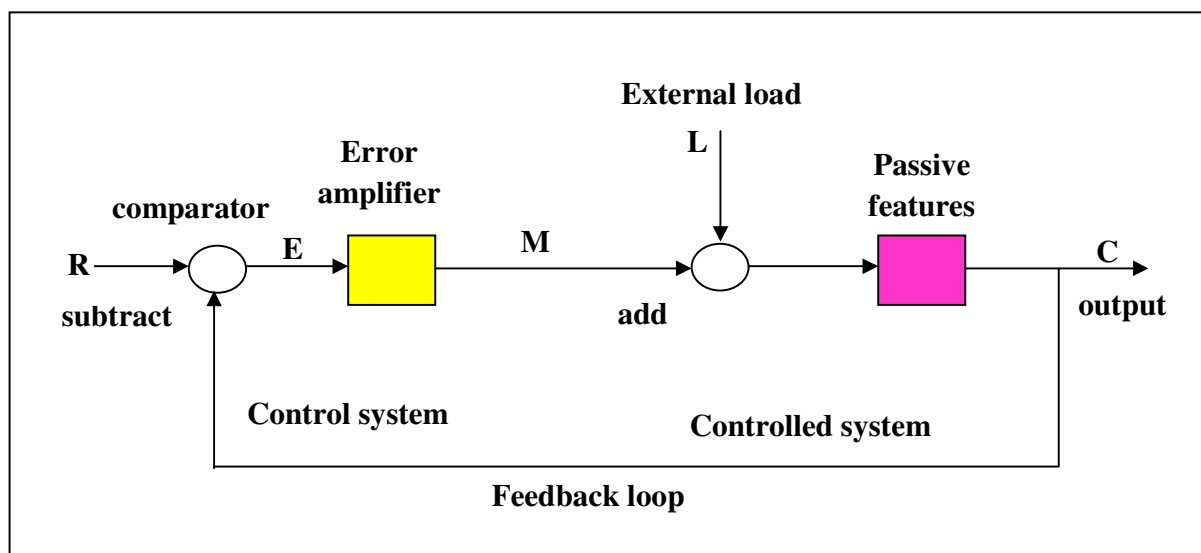 External load
L
Error
amplifier
Passive
features
comparator
R
E
M
C
subtract
add
output
Control system
Controlled system
Feedback loop